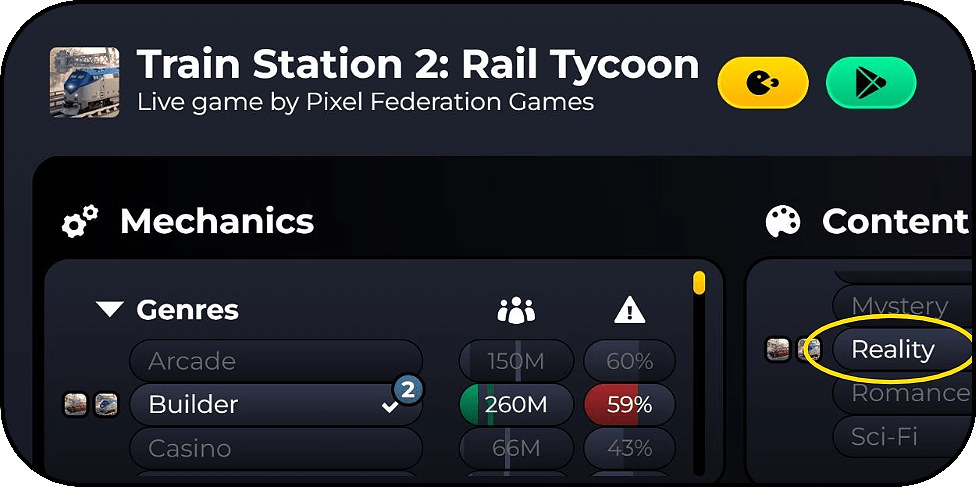 Train Station 2: Rail Tycoon
Live game by Pixel Federation Games
Mechanics
Content
Genres
Arcade 150M 60%
Builder 2 260M 59%
Casino 66M 43%
Mystery
Reality
Romance
Sci-Fi